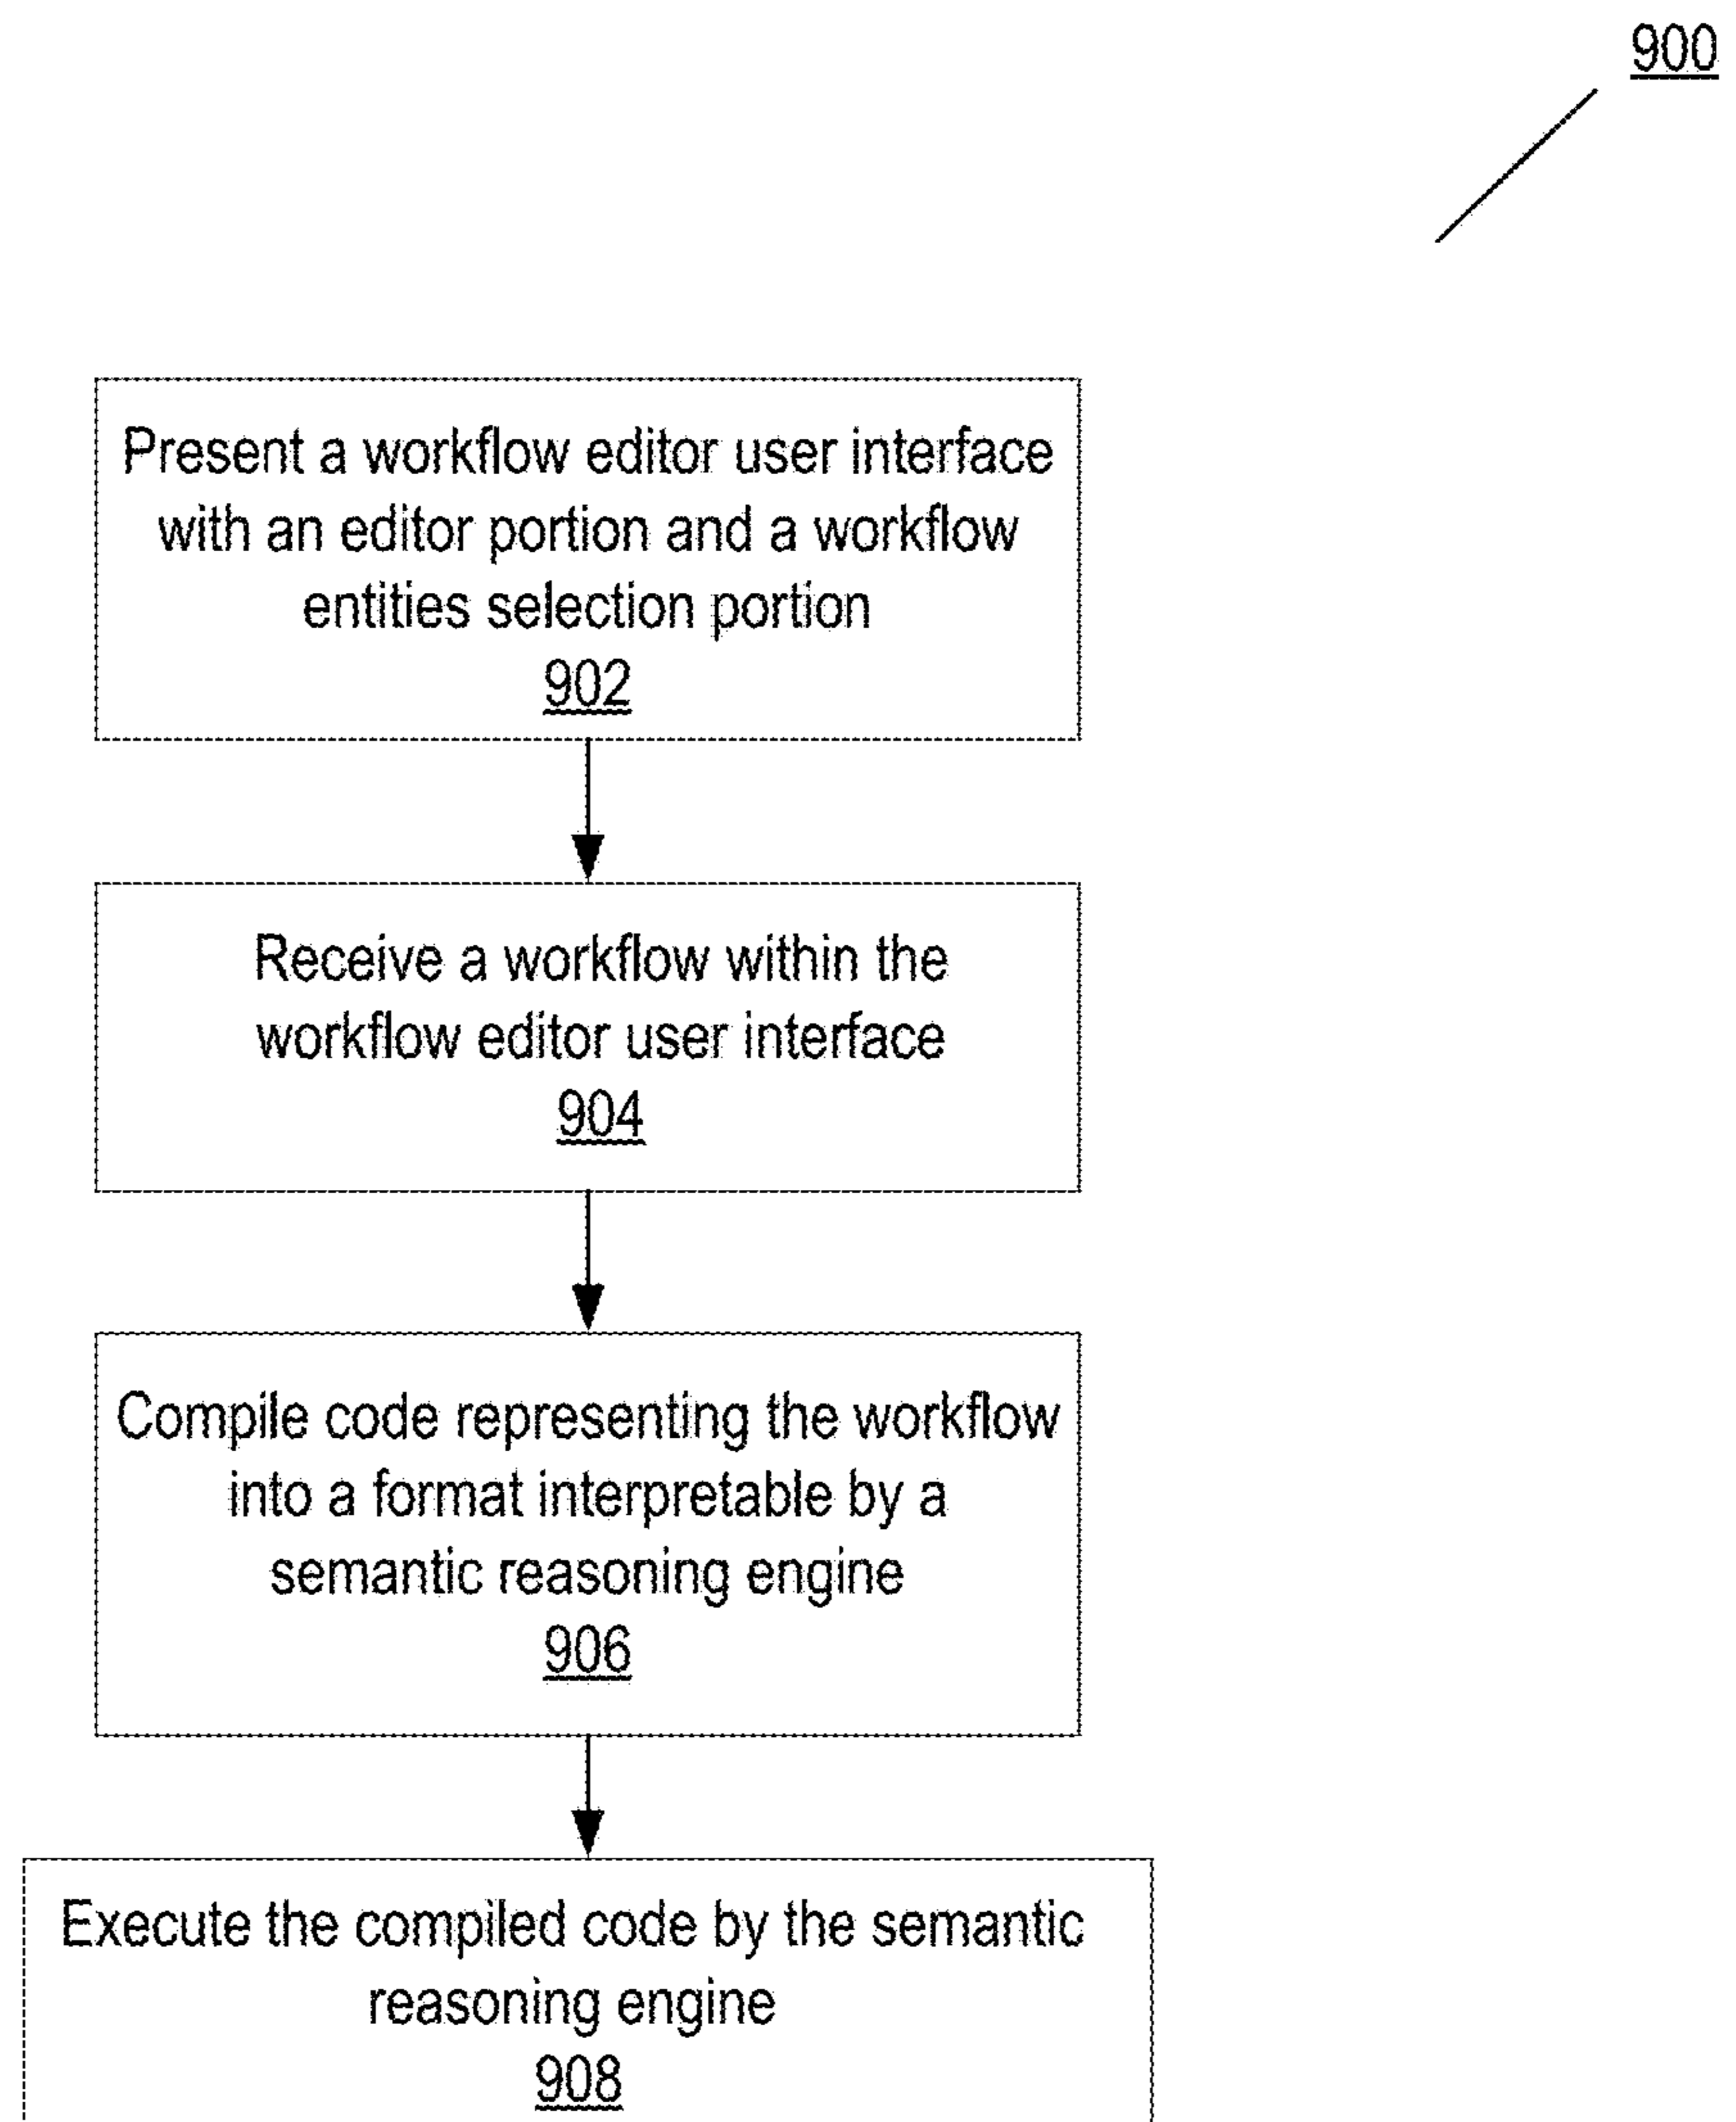 900
Present a workflow editor user interface
with an editor portion and a workflow
entities selection portion
902
Receive a workflow within the
workflow editor user interface
904
Compile code representing the workflow
into a format interpretable by a
semantic reasoning engine
906
Execute the compiled code by the semantic
reasoning engine
908